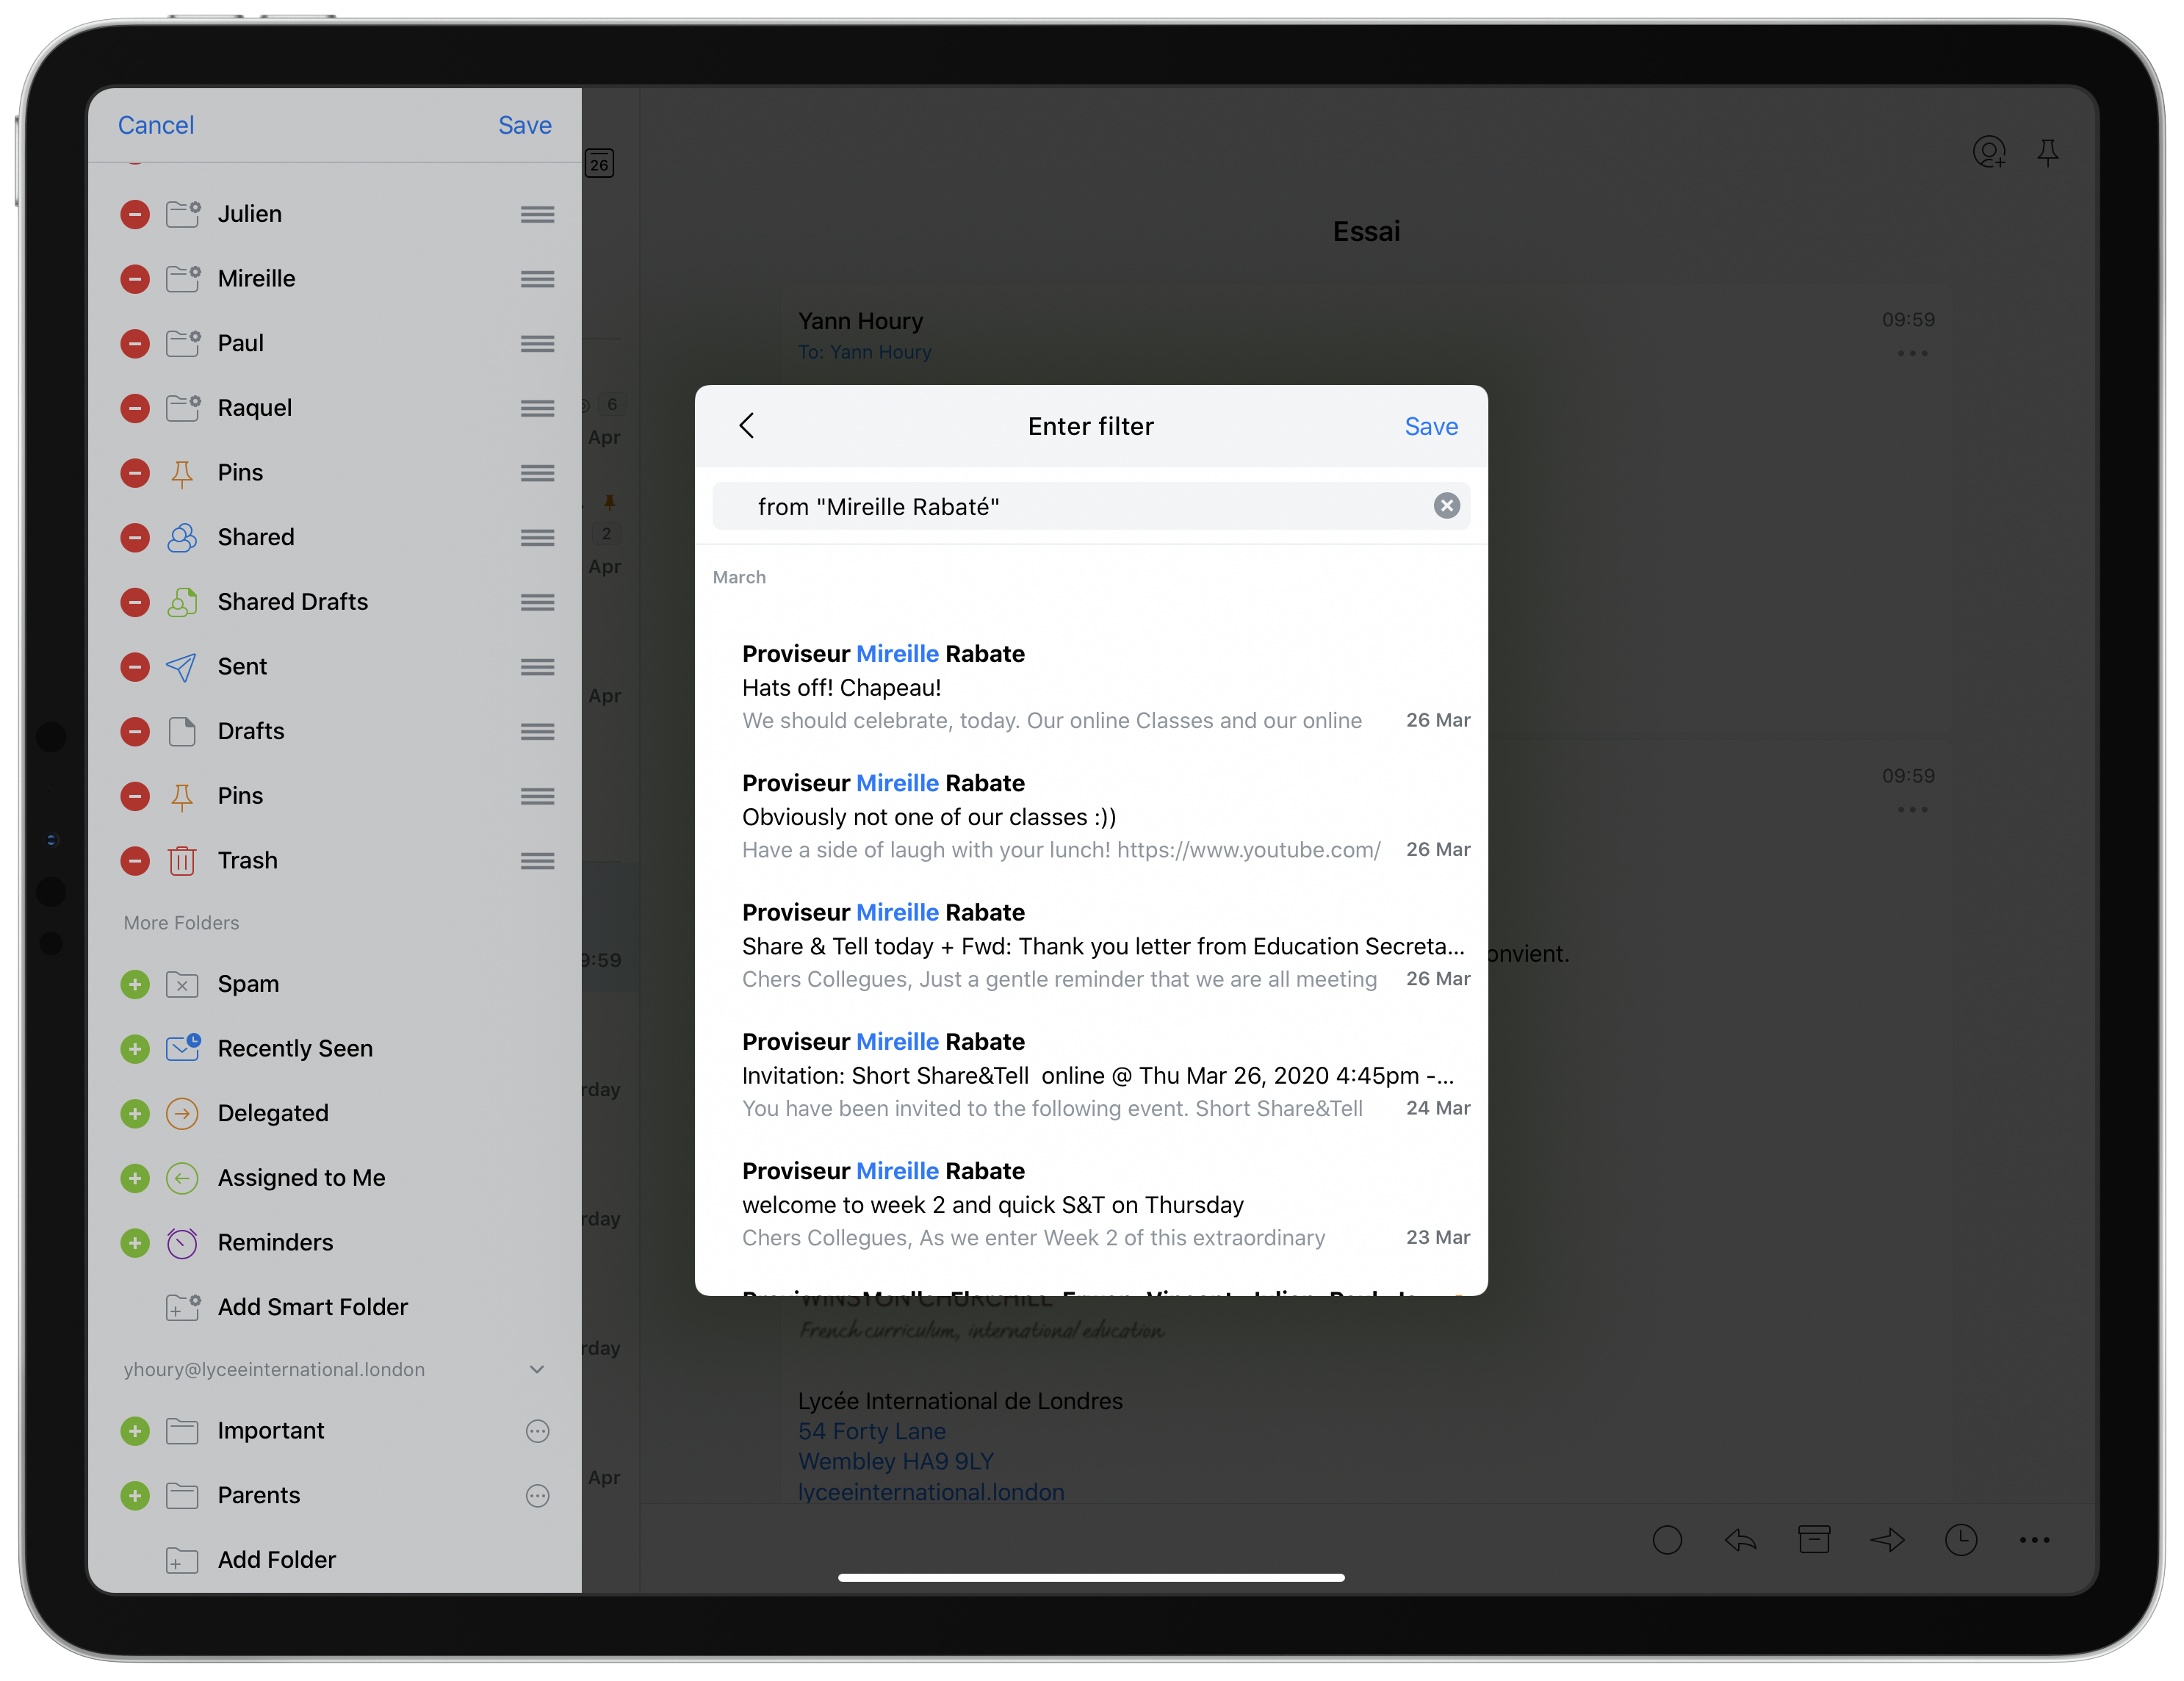 Cancel
Save
Julien
Mireille
Paul
Raquel
Pins
Shared
Shared Drafts
Sent
Drafts
Pins
Trash
More Folders
Spam
Recently Seen
Delegated
Assigned to Me
Reminders
Add Smart Folder
yhoury@lyceeinternational.london
Important
Parents
Add Folder
26
6
Apr
2
Apr
Apr
9:59
rday
rday
rday
Apr
Essai
Yann Houry
09:59
To: Yann Houry
Enter filter
Save
from "Mireille Rabaté"
March
Proviseur Mireille Rabate
Hats off! Chapeau!
We should celebrate, today. Our online Classes and our online
26 Mar
Proviseur Mireille Rabate
Obviously not one of our classes :))
Have a side of laugh with your lunch! https://www.youtube.com/
26 Mar
Proviseur Mireille Rabate
Share & Tell today + Fwd: Thank you letter from Education Secreta...
Chers Collegues, Just a gentle reminder that we are all meeting
26 Mar
Proviseur Mireille Rabate
Invitation: Short Share&Tell online @ Thu Mar 26, 2020 4:45pm -...
You have been invited to the following event. Short Share&Tell
24 Mar
Proviseur Mireille Rabate
welcome to week 2 and quick S&T on Thursday
Chers Collegues, As we enter Week 2 of this extraordinary
23 Mar
09:59
onvient.
WINSTON CHURCHILL
French curriculum, international education
Lycée International de Londres
54 Forty Lane
Wembley HA9 9LY
lyceeinternational.london